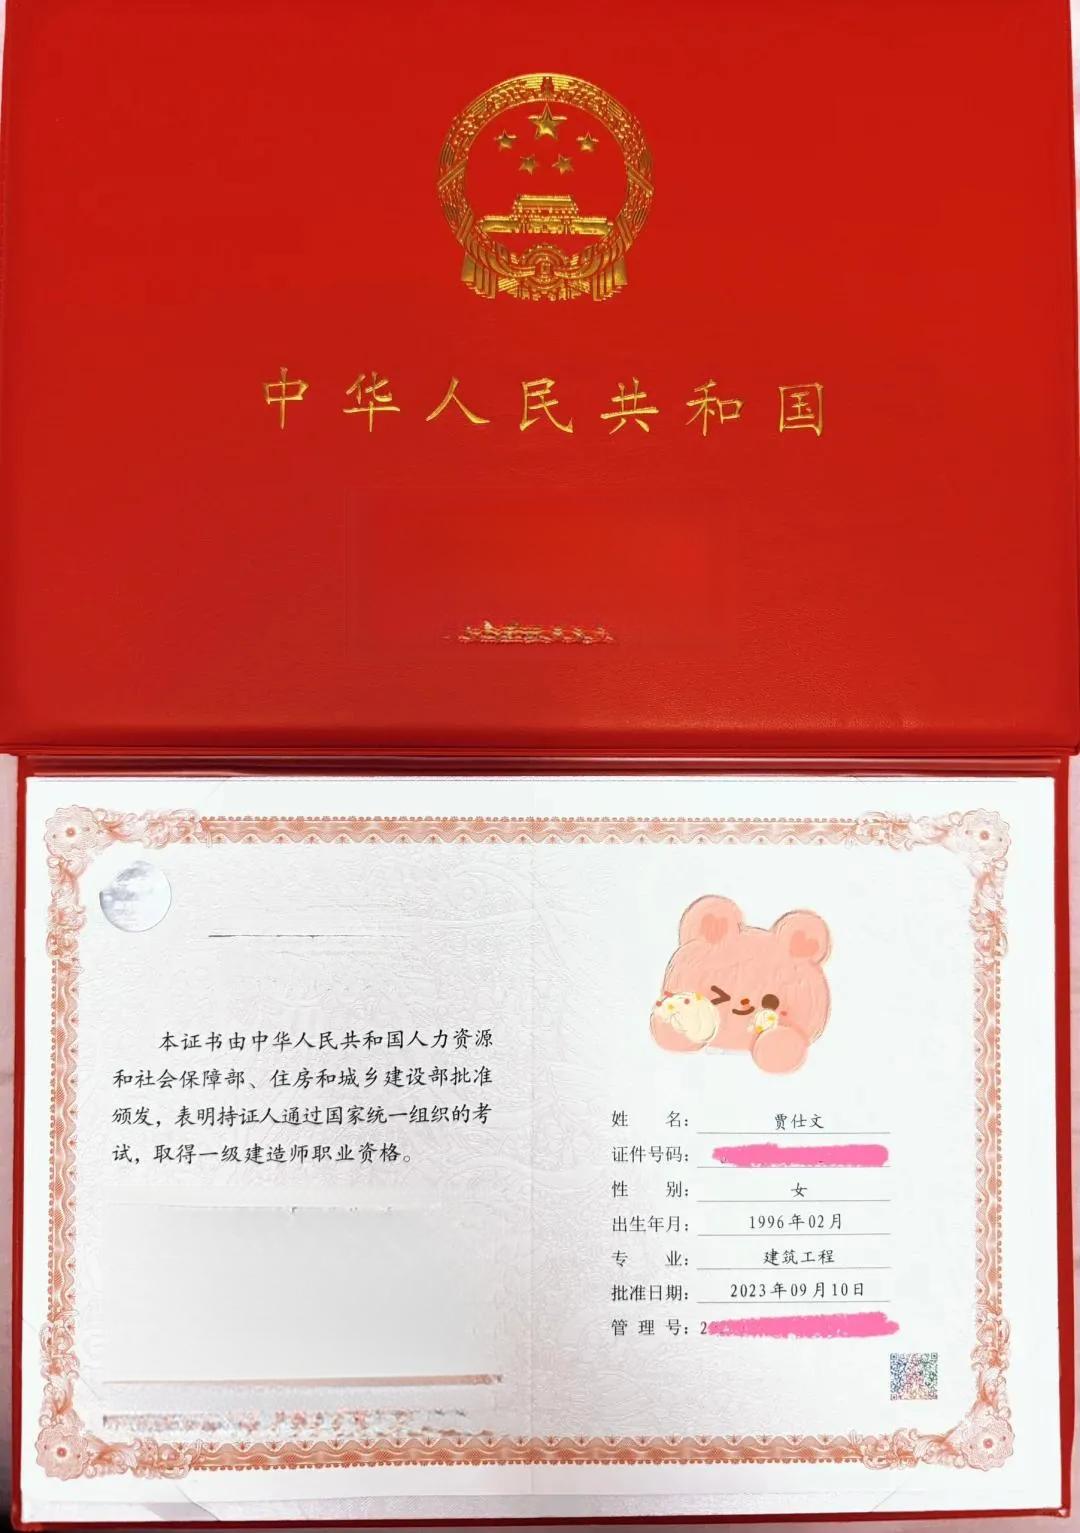 中华人民共和国
本证书由中华人民共和国人力资源
和社会保障部、住房和城乡建设部批准
颁发，表明持证人通过国家统一组织的考
试，取得一级建造师职业资格。
姓 名：贾仕文
证件号码：
性 别：女
出生年月：1996年02月
专 业：建筑工程
批准日期：2023年09月10日
管 理 号：2